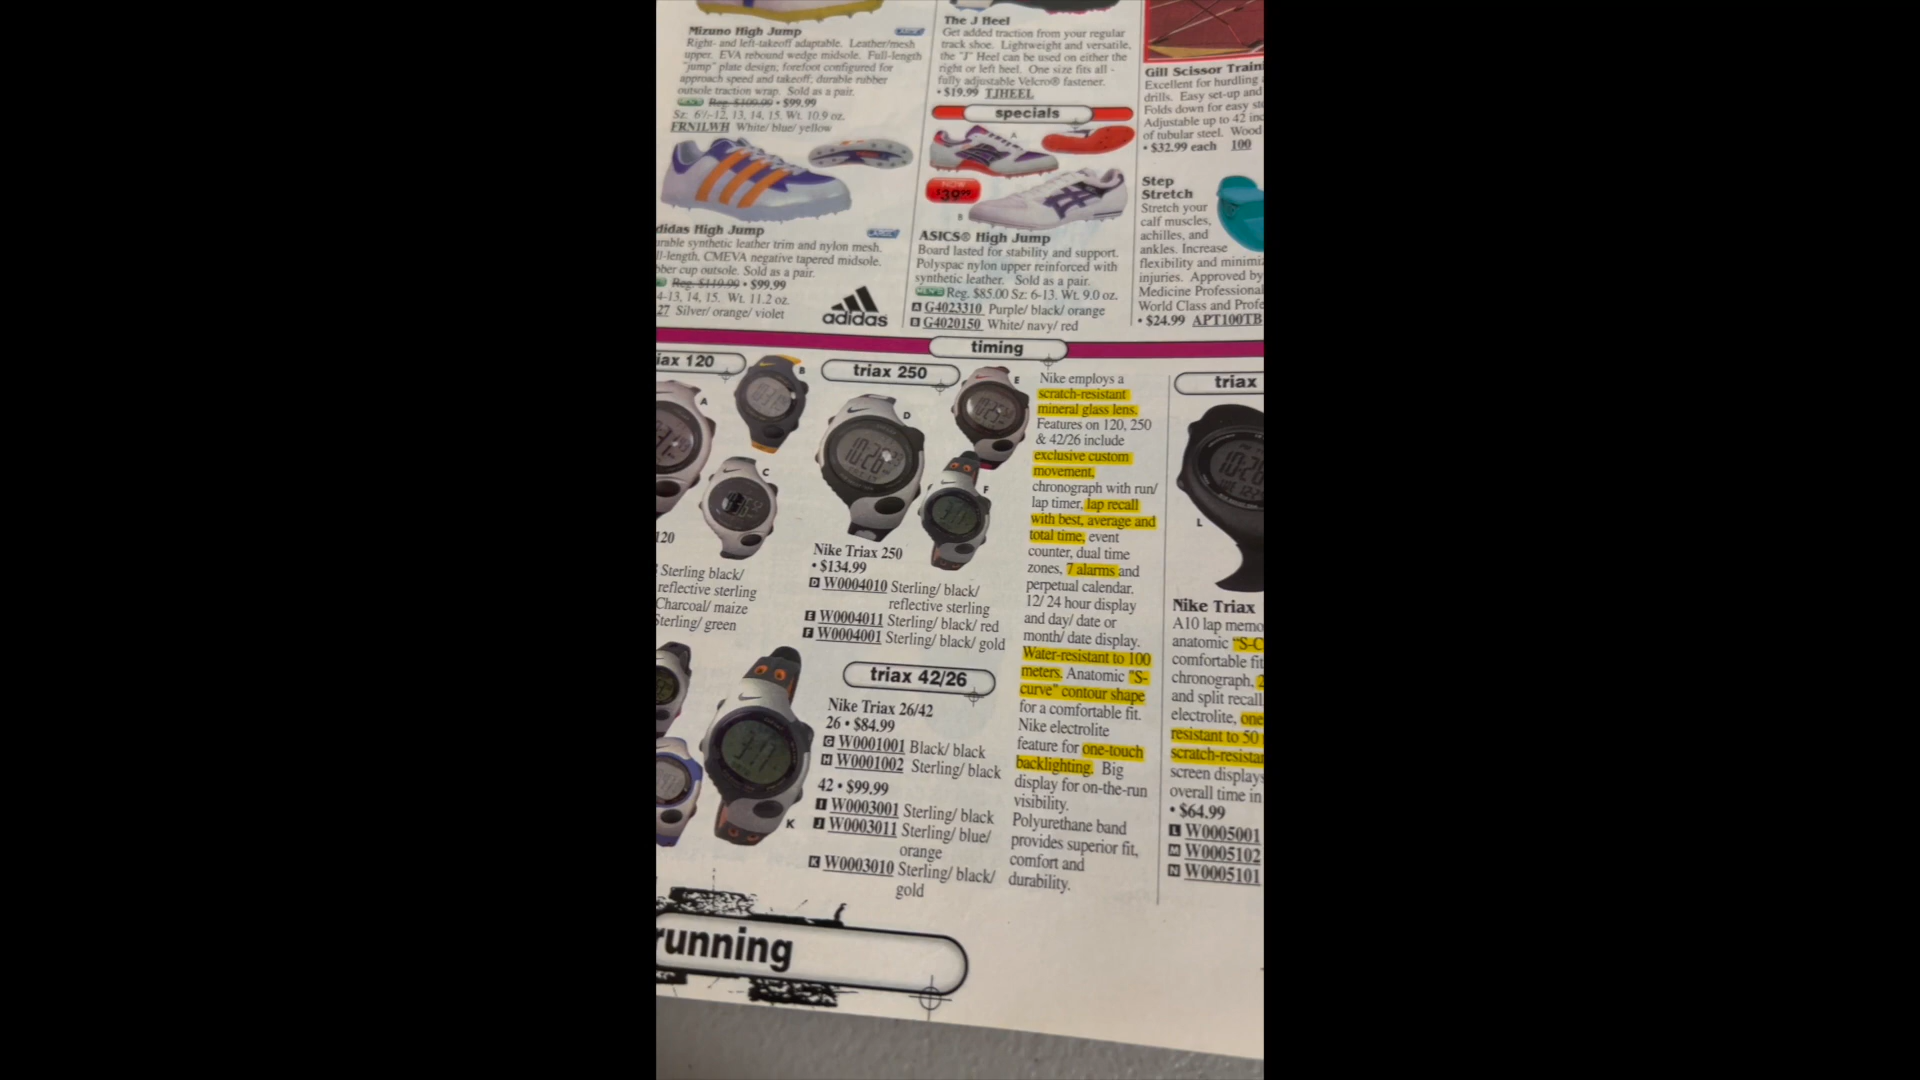 Mizuno High Jump
Right- and left-takeoff adaptable. Leather/mesh
upper. EVA rebound wedge midsole. Full-length
"jump" plate design; forefoot configured for
approach speed and takeoff; durable rubber
outsole traction wrap. Sold as a pair.
Reg. $109.99 • $99.99
Wt. 10.9 oz.
FRN1LWH White/ blue/ yellow
didas High Jump
rable synthetic leather trim and nylon mesh.
ll-length, CMEVA negative tapered midsole.
ber cup outsole. Sold as a pair.
Reg. $119.99 • $99.99
4-13, 14, 15. Wt. 11.2 oz.
27 Silver/ orange/ violet
adidas
The J Heel
Get added traction from your regular
track shoe. Lightweight and versatile,
the "J" Heel can be used on either the
right or left heel. One size fits all -
fully adjustable Velcro® fastener.
• $19.99 TJHEEL
specials
A
$39
B
ASICS® High Jump
Board lasted for stability and support.
Polyspac nylon upper reinforced with
synthetic leather. Sold as a pair.
MEN'S Reg. $85.00 Sz: 6-13. Wt. 9.0 oz.
A G4023310 Purple/ black/ orange
B G4020150 White/ navy/ red
Gill Scissor Train
Excellent for hurdling
drills. Easy set-up and
Folds down for easy
Adjustable up to 42
of tubular steel. Wood
• $32.99 each 100
Step
Stretch
Stretch your
calf muscles,
achilles, and
ankles. Increase
flexibility and minimi
injuries. Approved by
Medicine Professional
World Class and Profe
• $24.99 APT100TB
timing
iax 120
A
B
C
120
Sterling black/
reflective sterling
Charcoal/ maize
Sterling/ green
triax 250
D
E
F
Nike Triax 250
• $134.99
D W0004010 Sterling/ black/
reflective sterling
E W0004011 Sterling/ black/ red
F W0004001 Sterling/ black/ gold
triax 42/26
K
Nike Triax 26/42
26 • $84.99
G W0001001 Black/ black
H W0001002 Sterling/ black
42 • $99.99
I W0003001 Sterling/ black
J W0003011 Sterling/ blue/
orange
K W0003010 Sterling/ black/
gold
Nike employs a
scratch-resistant
mineral glass lens.
Features on 120, 250
& 42/26 include
exclusive custom
movement,
chronograph with run/
lap timer, lap recall
with best, average and
total time, event
counter, dual time
zones, 7 alarms and
perpetual calendar.
12/ 24 hour display
and day/ date or
month/ date display.
Water-resistant to 100
meters. Anatomic "S-
curve" contour shape
for a comfortable fit.
Nike electrolite
feature for one-touch
backlighting. Big
display for on-the-run
visibility.
Polyurethane band
provides superior fit,
comfort and
durability.
triax
L
Nike Triax
A10 lap memo
anatomic "S-C
comfortable fit
chronograph, 2
and split recall
electrolite, one
resistant to 50
scratch-resista
screen displays
overall time in
• $64.99
L W0005001
M W0005102
N W0005101
running